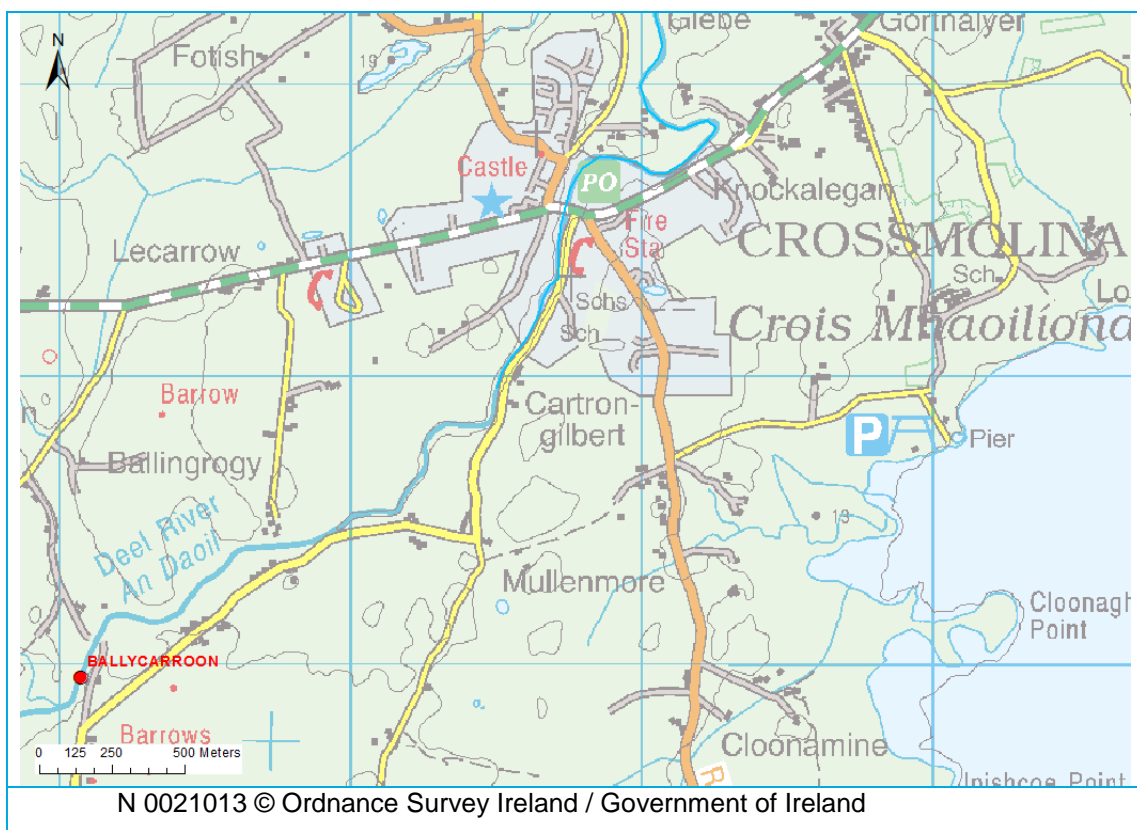 Glebe
Gortnalyer
N
Fotish
19
Castle
PO
Knockalegan
Fire
Sta
CROSSMOLINA
Lecarrow
Sch
Schs
Sch
Crois Mhaoilíona
Barrow
Cartron-
gilbert
P
Pier
Ballingrogy
13
Deel River
An Daoil
Mullenmore
Cloonagh
Point
BALLYCARROON
Barrows
Cloonamine
0 125 250 500 Meters
R
Inishcoe Point
N 0021013 © Ordnance Survey Ireland / Government of Ireland